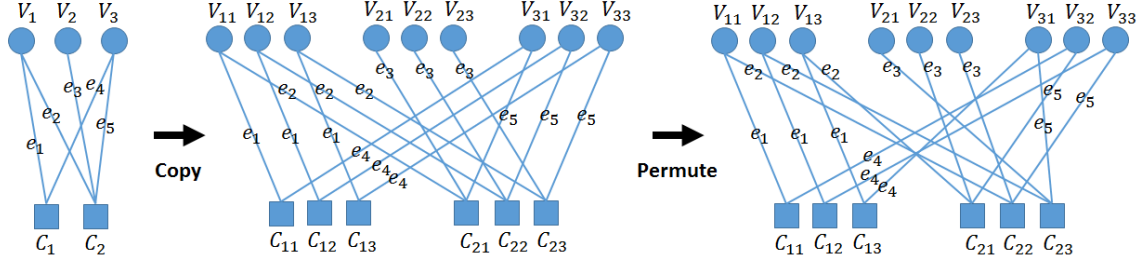 V₁ V₂ V₃ V₁₁ V₁₂ V₁₃ V₂₁ V₂₂ V₂₃ V₃₁ V₃₂ V₃₃ V₁₁ V₁₂ V₁₃ V₂₁ V₂₂ V₂₃ V₃₁ V₃₂ V₃₃
e₃ e₄ e₂ e₂ e₂ e₃ e₃ e₃ e₂ e₂ e₂ e₃ e₃ e₃
e₂ e₅ e₅ e₅ e₅ e₅ e₅ e₅
e₁ e₁ e₁ e₁ e₁ e₁ e₁
e₄ e₄ e₄ e₄ e₄ e₄
Copy Permute
C₁ C₂ C₁₁ C₁₂ C₁₃ C₂₁ C₂₂ C₂₃ C₁₁ C₁₂ C₁₃ C₂₁ C₂₂ C₂₃